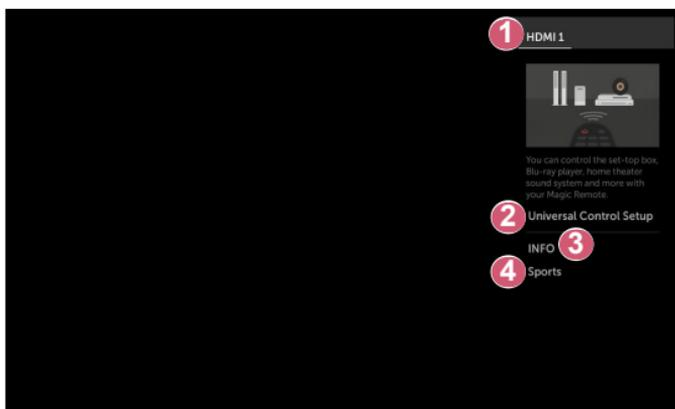 1 HDMI 1
You can control the set-top box,
Blu-ray player, home theater
sound system and more with
your Magic Remote.
2 Universal Control Setup
INFO 3
4 Sports